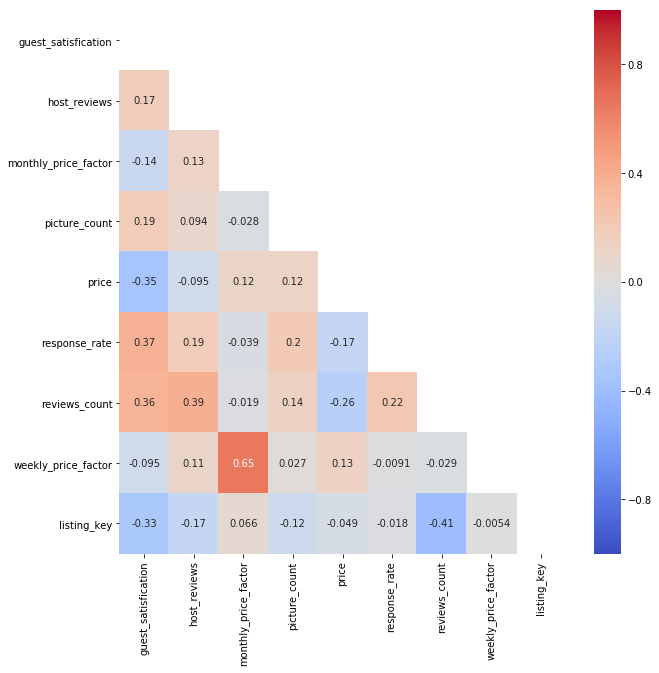 guest_satisfaction
host_reviews
0.17
monthly_price_factor
-0.14 0.13
picture_count
0.19 0.094 -0.028
price
-0.35 -0.095 0.12 0.12
response_rate
0.37 0.19 -0.039 0.2 -0.17
reviews_count
0.36 0.39 -0.019 0.14 -0.26 0.22
weekly_price_factor
-0.095 0.11 0.65 0.027 0.13 -0.0091 -0.029
listing_key
-0.33 -0.17 0.066 -0.12 -0.049 -0.018 -0.41 -0.0054
guest_satisfaction
host_reviews
monthly_price_factor
picture_count
price
response_rate
reviews_count
weekly_price_factor
listing_key
0.8
0.4
0.0
-0.4
-0.8